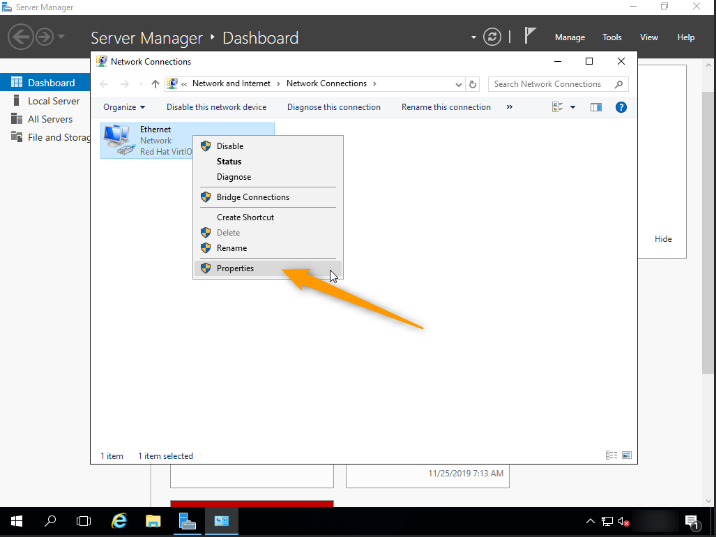 Server Manager
Server Manager • Dashboard
Manage Tools View Help
Dashboard
Local Server
All Servers
File and Storag
Network Connections
« Network and Internet › Network Connections ›
Search Network Connections
Organize Disable this network device Diagnose this connection Rename this connection »
Ethernet
Network
Red Hat VirtIO
Disable
Status
Diagnose
Bridge Connections
Create Shortcut
Delete
Rename
Properties
Hide
1 item 1 item selected
11/25/2019 7:13 AM
1